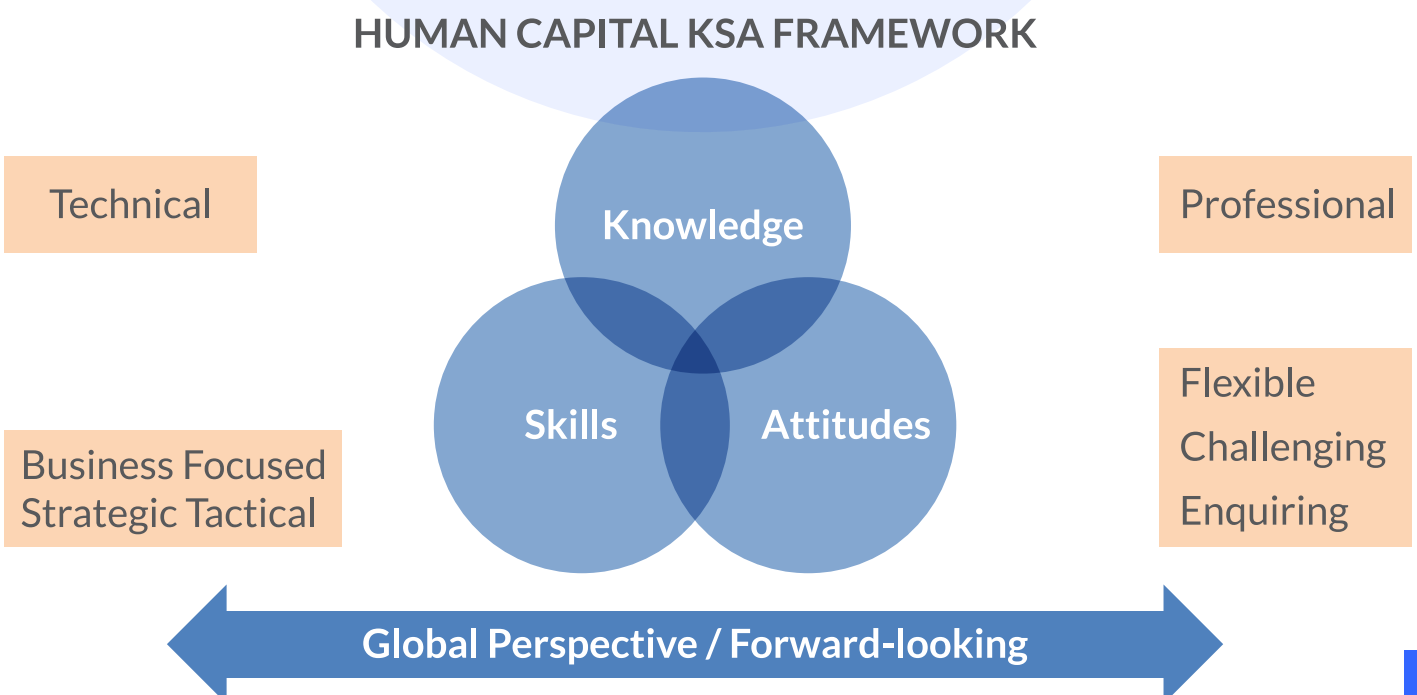 HUMAN CAPITAL KSA FRAMEWORK
Technical
Knowledge
Professional
Skills
Attitudes
Business Focused
Strategic Tactical
Flexible
Challenging
Enquiring
Global Perspective / Forward-looking